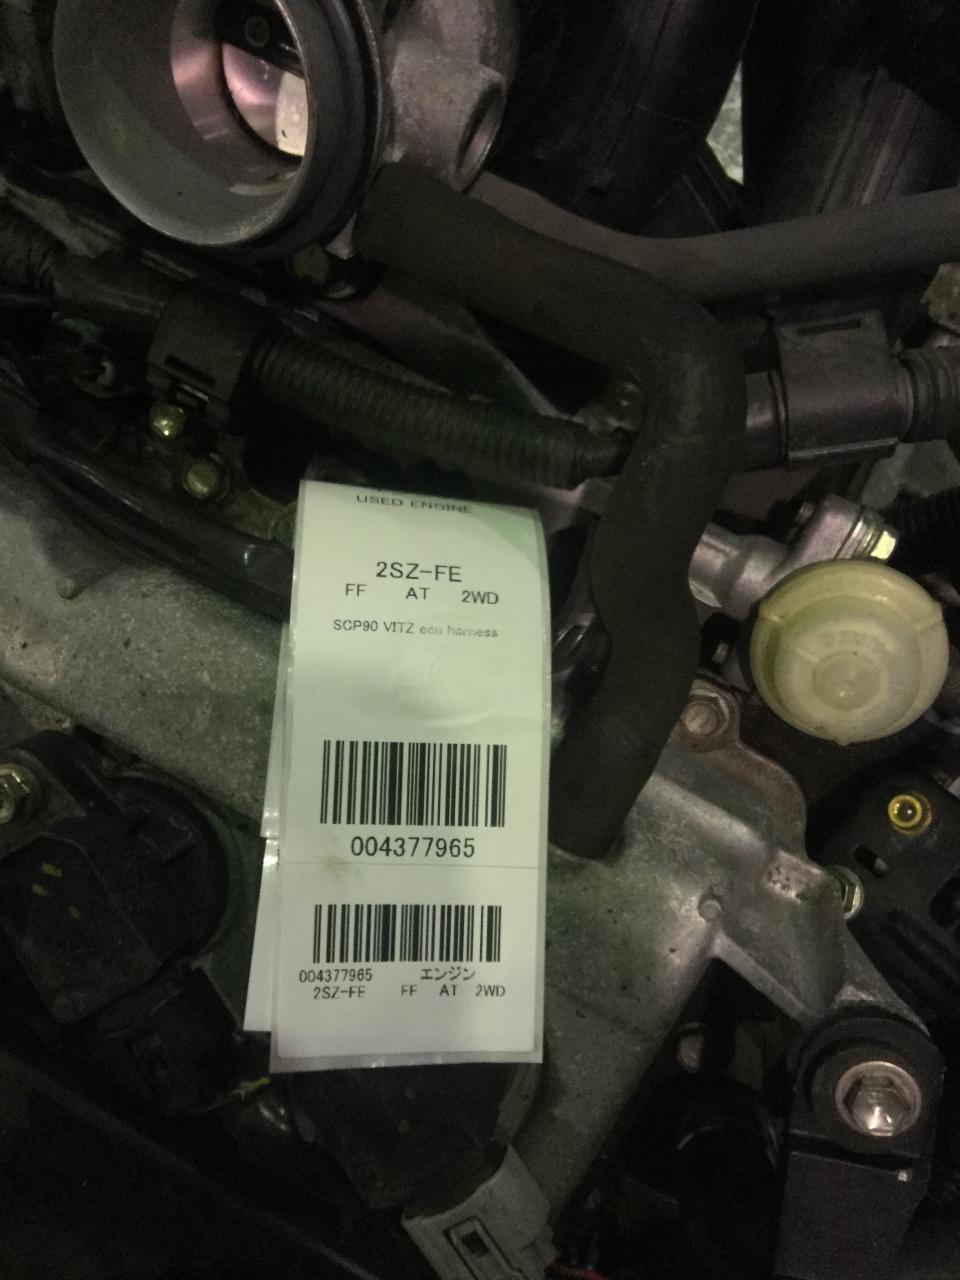 USED ENGINE
2SZ-FE
FF AT 2WD
SCP90 VITZ ecu harness
004377965
004377965 エンジン
2SZ-FE FF AT 2WD